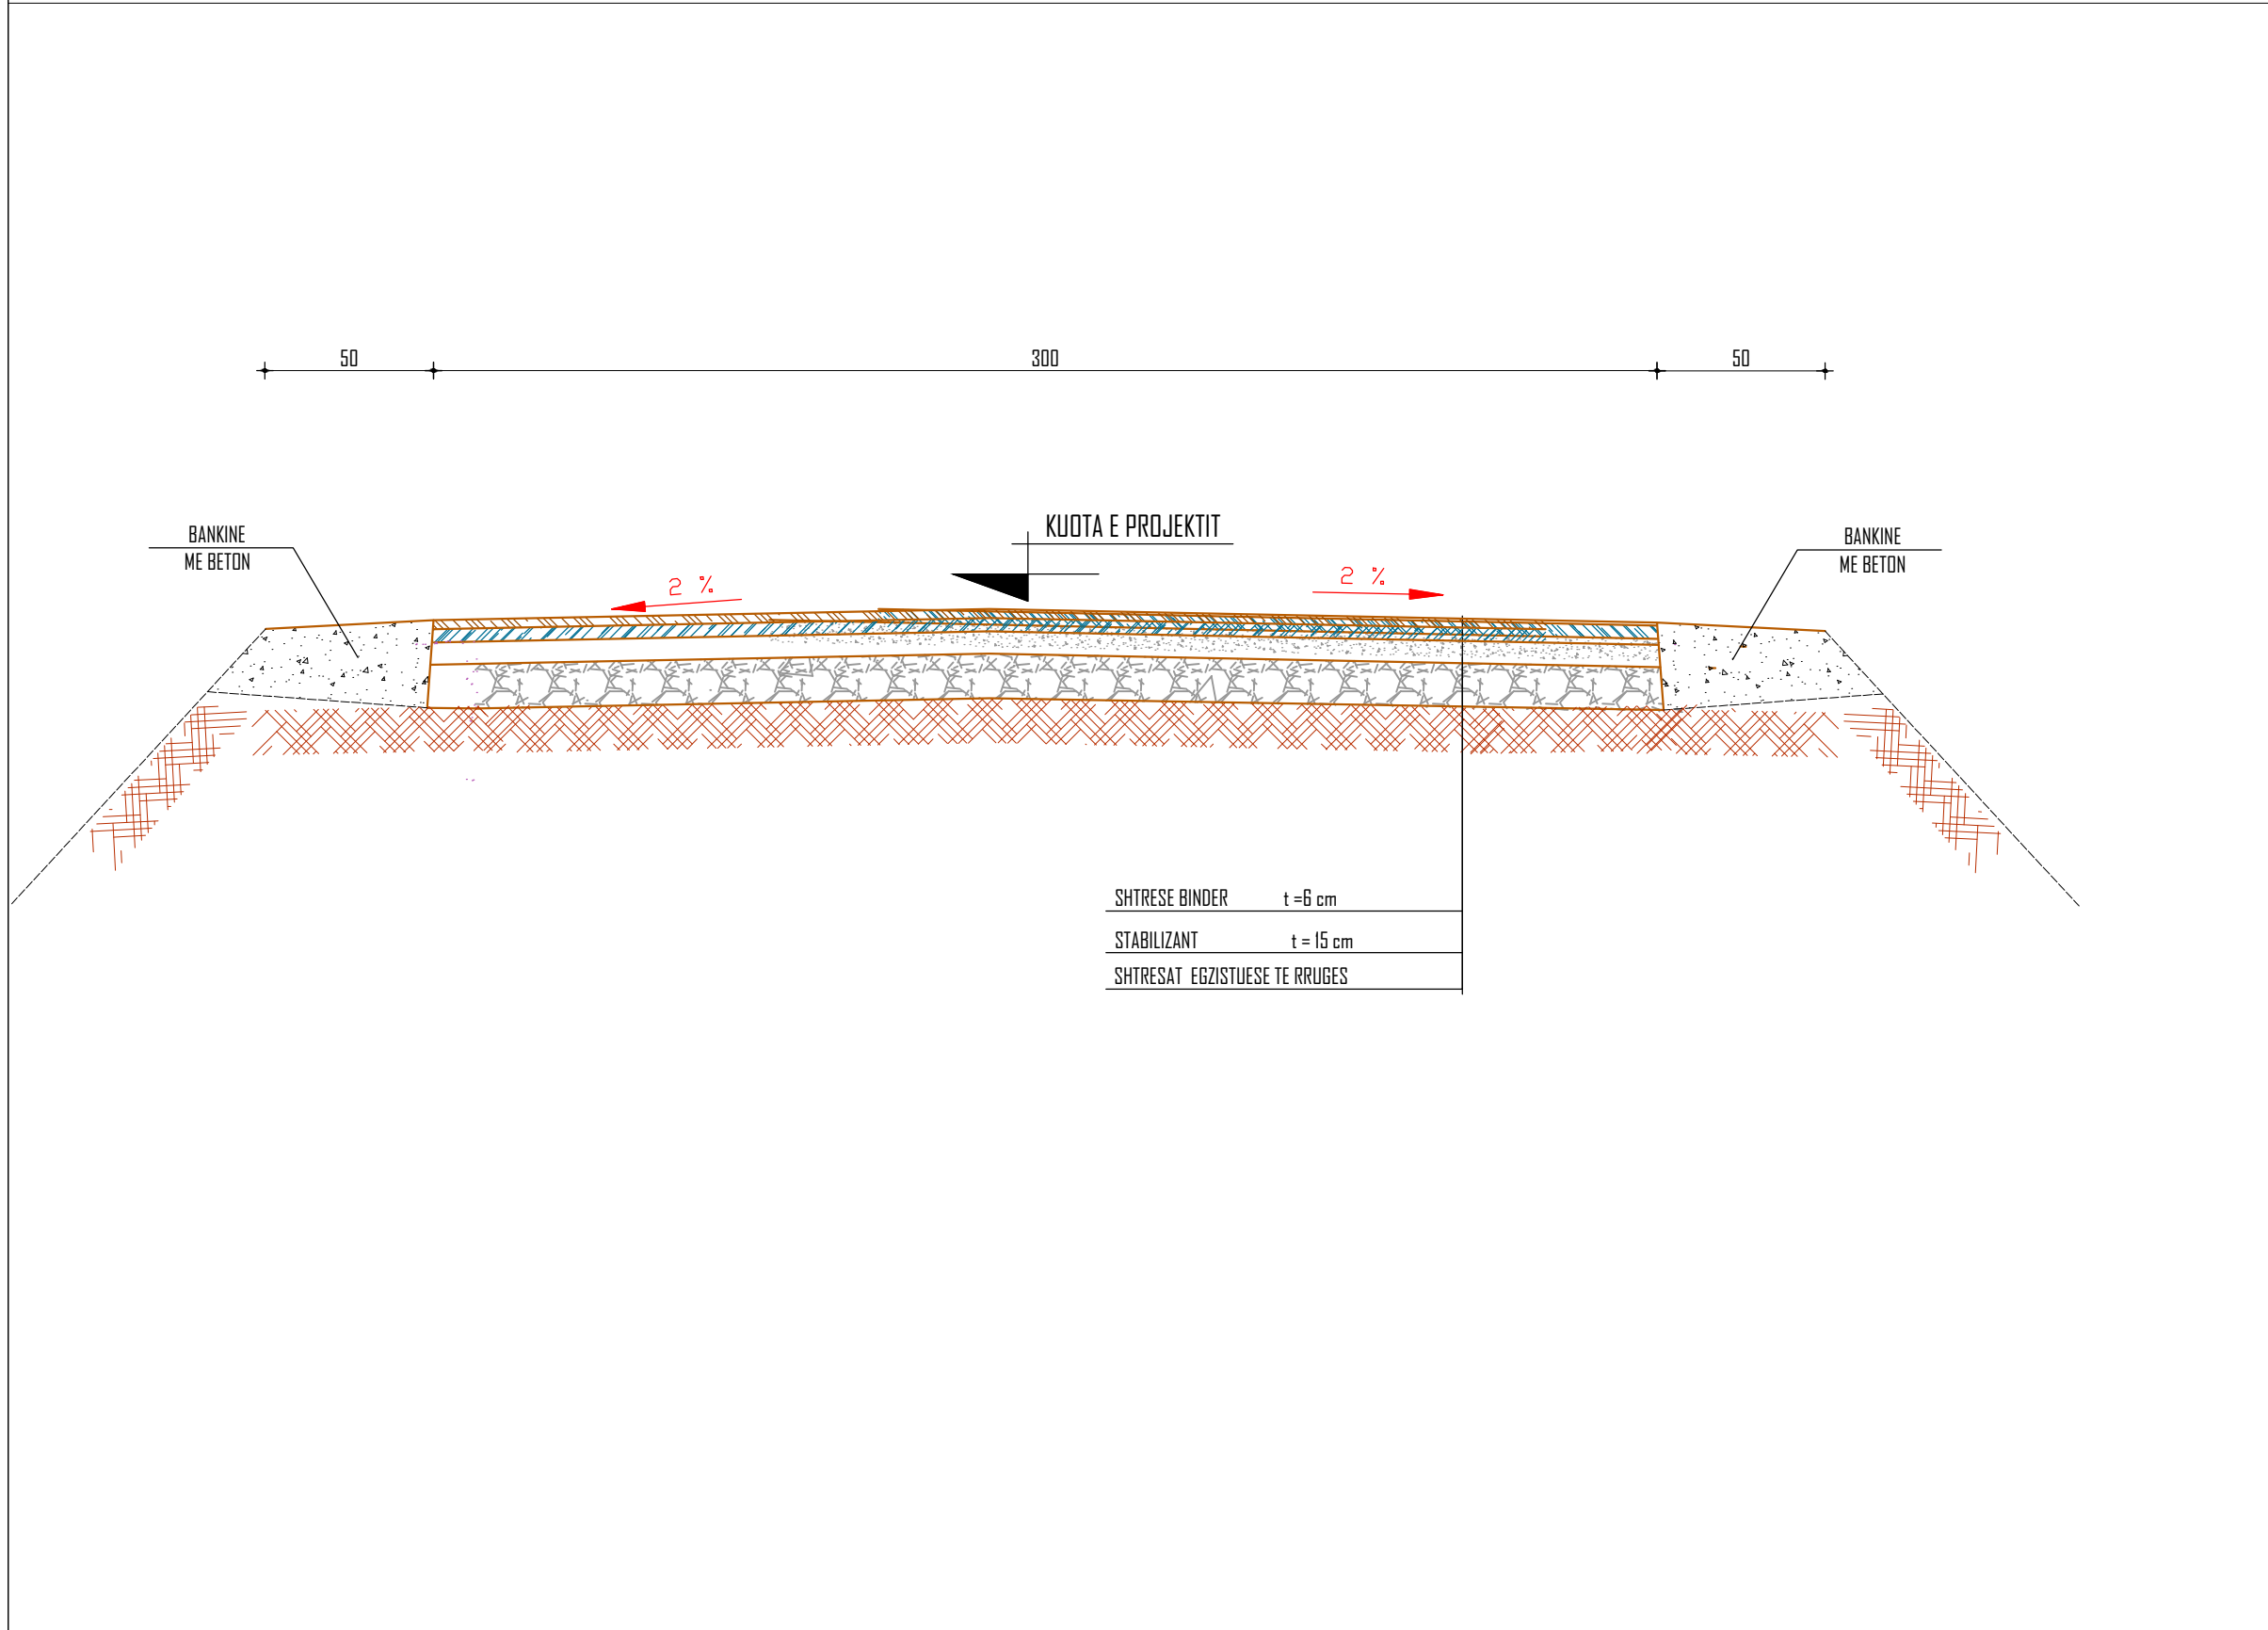 50
300
50
KUOTA E PROJEKTIT
BANKINE
ME BETON
BANKINE
ME BETON
2 %
2 %
SHTRESE BINDER t =6 cm
STABILIZANT t = 15 cm
SHTRESAT EGZISTUESE TE RRUGES